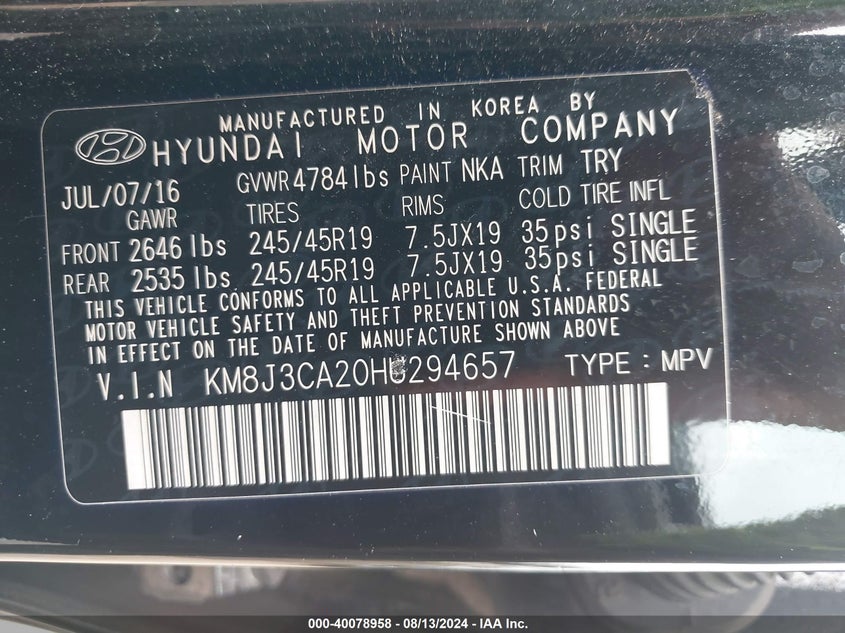 MANUFACTURED IN KOREA BY
HYUNDAI MOTOR COMPANY
JUL/07/16 GVWR 4784 lbs PAINT NKA TRIM TRY
GAWR TIRES RIMS COLD TIRE INFL
FRONT 2646 lbs 245/45R19 7.5JX19 35psi SINGLE
REAR 2535 lbs 245/45R19 7.5JX19 35psi SINGLE
THIS VEHICLE CONFORMS TO ALL APPLICABLE U.S.A. FEDERAL
MOTOR VEHICLE SAFETY AND THEFT PREVENTION STANDARDS
IN EFFECT ON THE DATE OF MANUFACTURE SHOWN ABOVE
V.I.N KM8J3CA20HU294657 TYPE : MPV
000-40078958 - 08/13/2024 - IAA Inc.